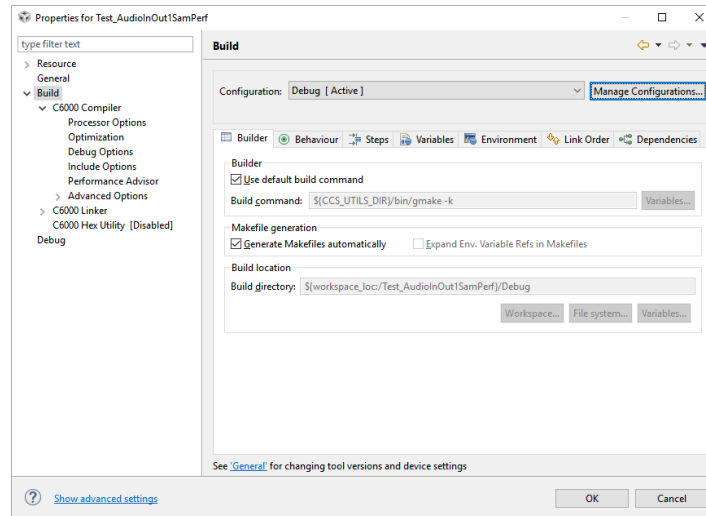 Properties for Test_AudioInOut1SamPerf
type filter text
Build
Resource
General
Build
C6000 Compiler
Processor Options
Optimization
Debug Options
Include Options
Performance Advisor
Advanced Options
C6000 Linker
C6000 Hex Utility [Disabled]
Debug
Configuration: Debug [ Active ] Manage Configurations...
Builder Behaviour Steps Variables Environment Link Order Dependencies
Builder
Use default build command
Build command: ${CCS_UTILS_DIR}/bin/gmake -k Variables...
Makefile generation
Generate Makefiles automatically Expand Env. Variable Refs in Makefiles
Build location
Build directory: ${workspace_loc:/Test_AudioInOut1SamPerf}/Debug
Workspace... File system... Variables...
See 'General' for changing tool versions and device settings
Show advanced settings OK Cancel